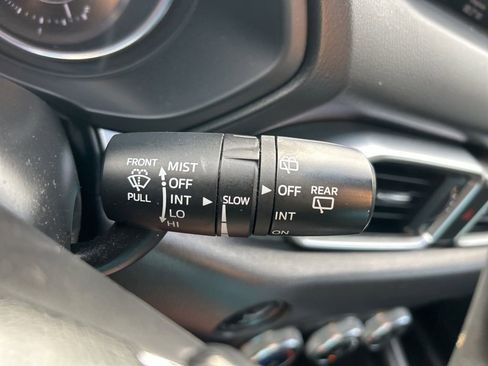 FRONT
PULL
MIST
OFF
INT
LO
HI
SLOW
OFF
INT
ON
REAR